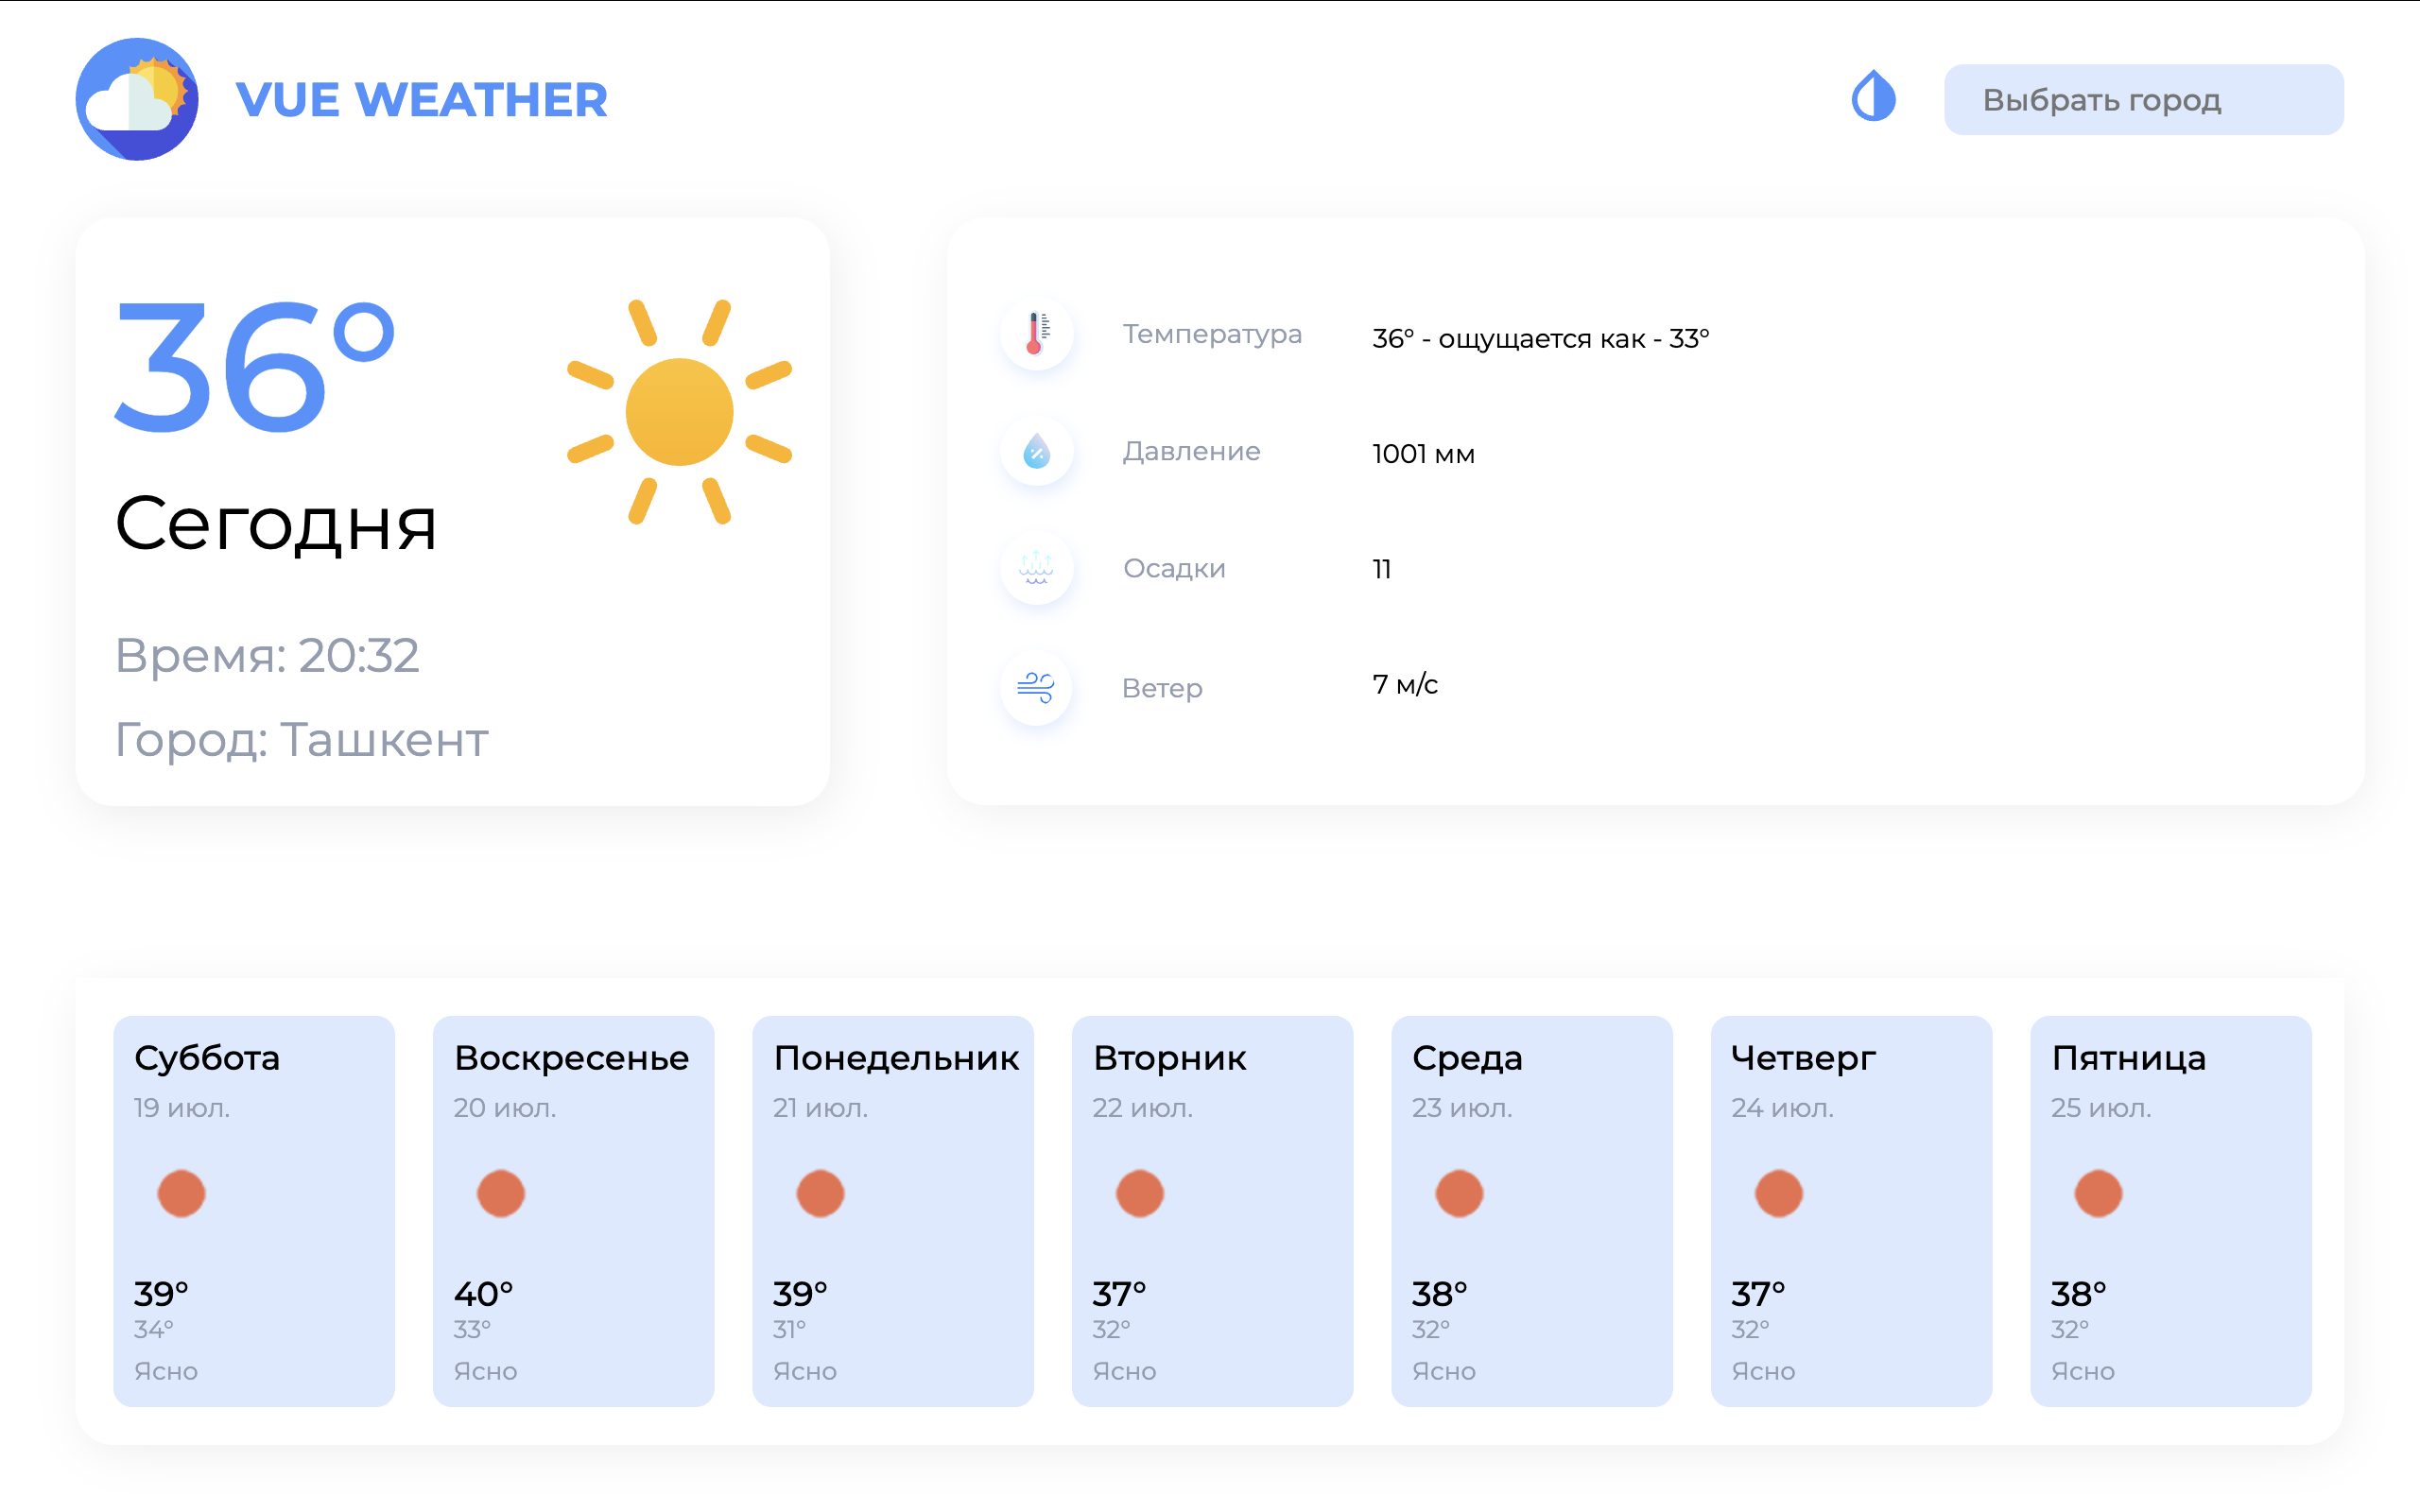 VUE WEATHER
Выбрать город
36°
Сегодня
Время: 20:32
Город: Ташкент
Температура 36° - ощущается как - 33°
Давление 1001 мм
Осадки 11
Ветер 7 м/с
Суббота
19 июл.
39°
34°
Ясно
Воскресенье
20 июл.
40°
33°
Ясно
Понедельник
21 июл.
39°
31°
Ясно
Вторник
22 июл.
37°
32°
Ясно
Среда
23 июл.
38°
32°
Ясно
Четверг
24 июл.
37°
32°
Ясно
Пятница
25 июл.
38°
32°
Ясно